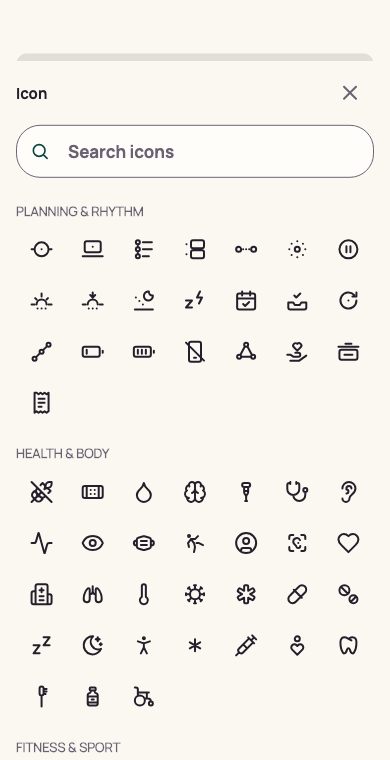 Icon
Search icons
PLANNING & RHYTHM
HEALTH & BODY
FITNESS & SPORT